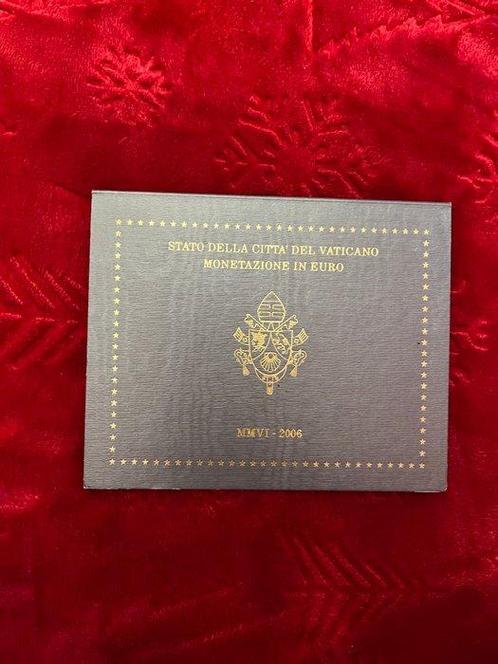 STATO DELLA CITTA' DEL VATICANO
MONETAZIONE IN EURO
MMVI - 2006